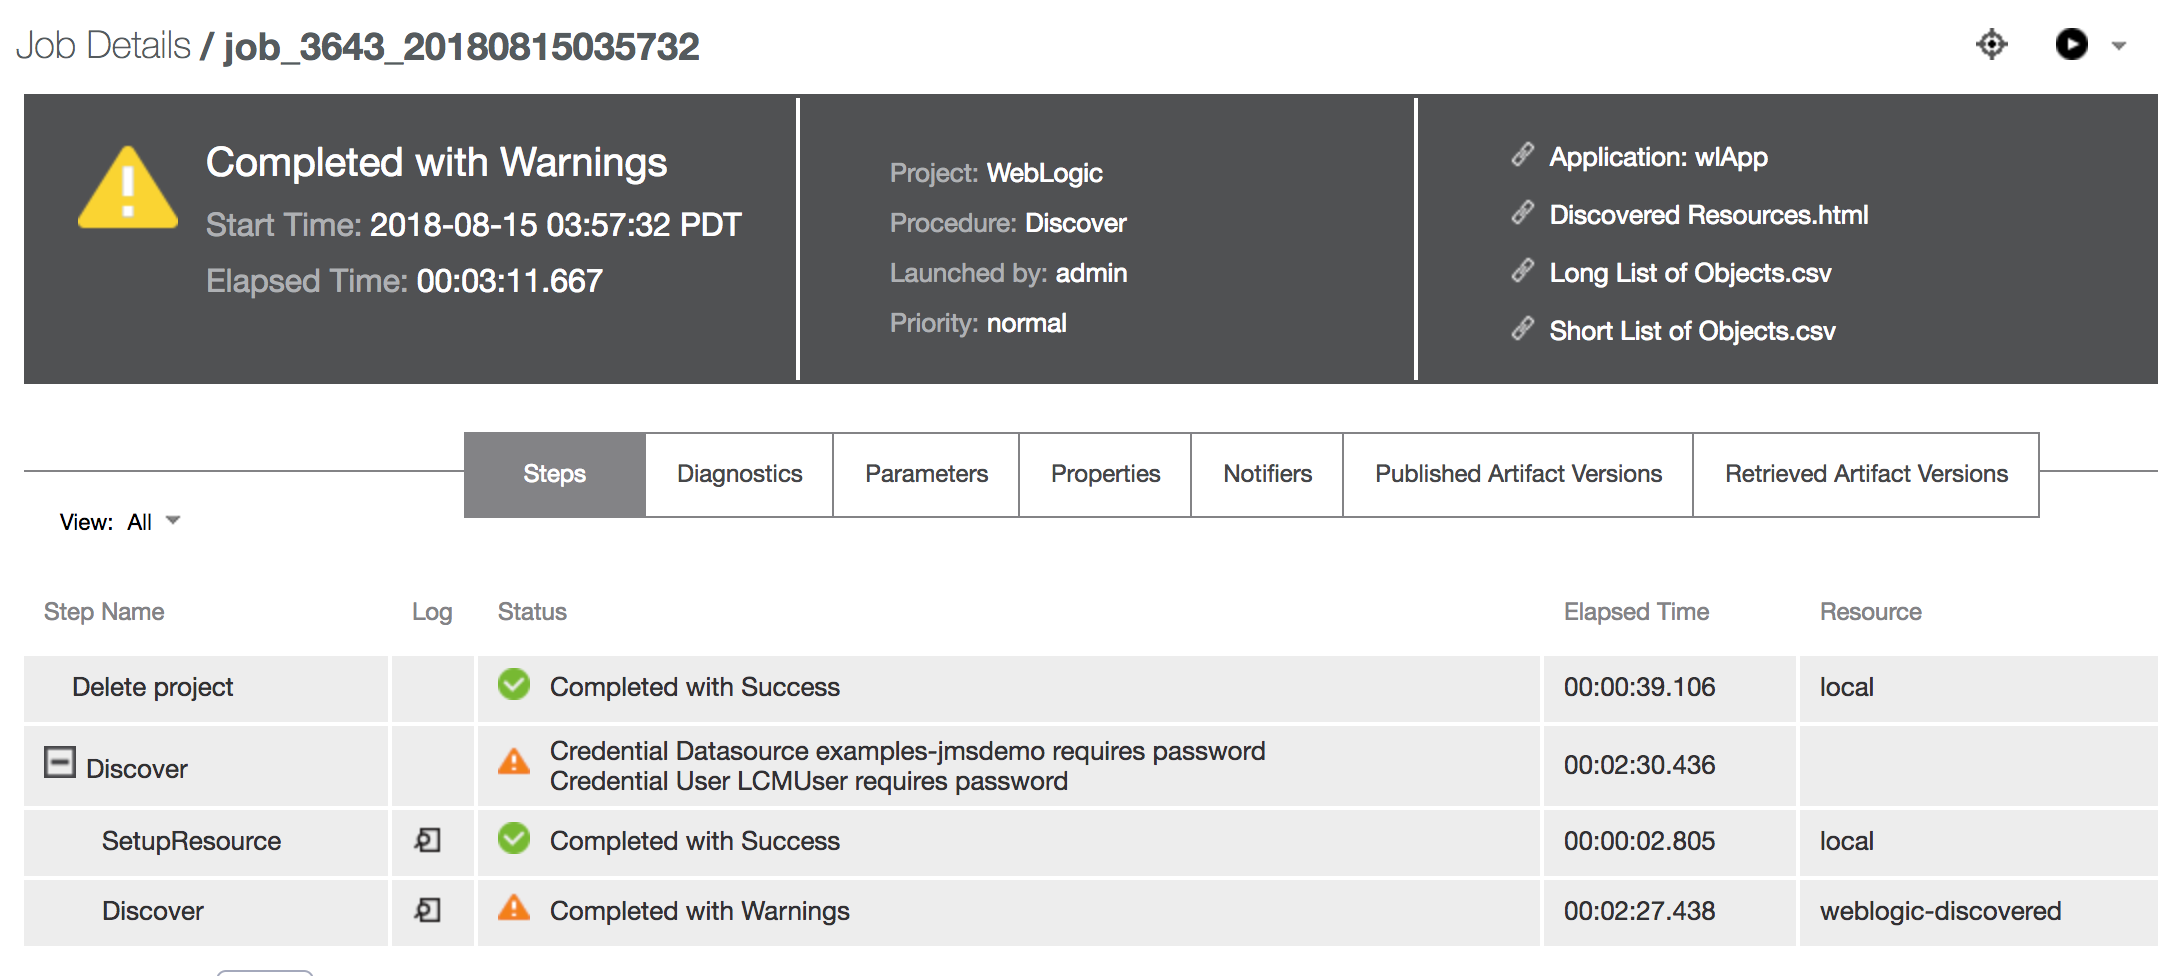 Job Details / job_3643_20180815035732
Completed with Warnings
Start Time: 2018-08-15 03:57:32 PDT
Elapsed Time: 00:03:11.667
Project: WebLogic
Procedure: Discover
Launched by: admin
Priority: normal
Application: wlApp
Discovered Resources.html
Long List of Objects.csv
Short List of Objects.csv
Steps Diagnostics Parameters Properties Notifiers Published Artifact Versions Retrieved Artifact Versions
View: All
Step Name Log Status Elapsed Time Resource
Delete project Completed with Success 00:00:39.106 local
Discover Credential Datasource examples-jmsdemo requires password 00:02:30.436
Credential User LCMUser requires password
SetupResource Completed with Success 00:00:02.805 local
Discover Completed with Warnings 00:02:27.438 weblogic-discovered